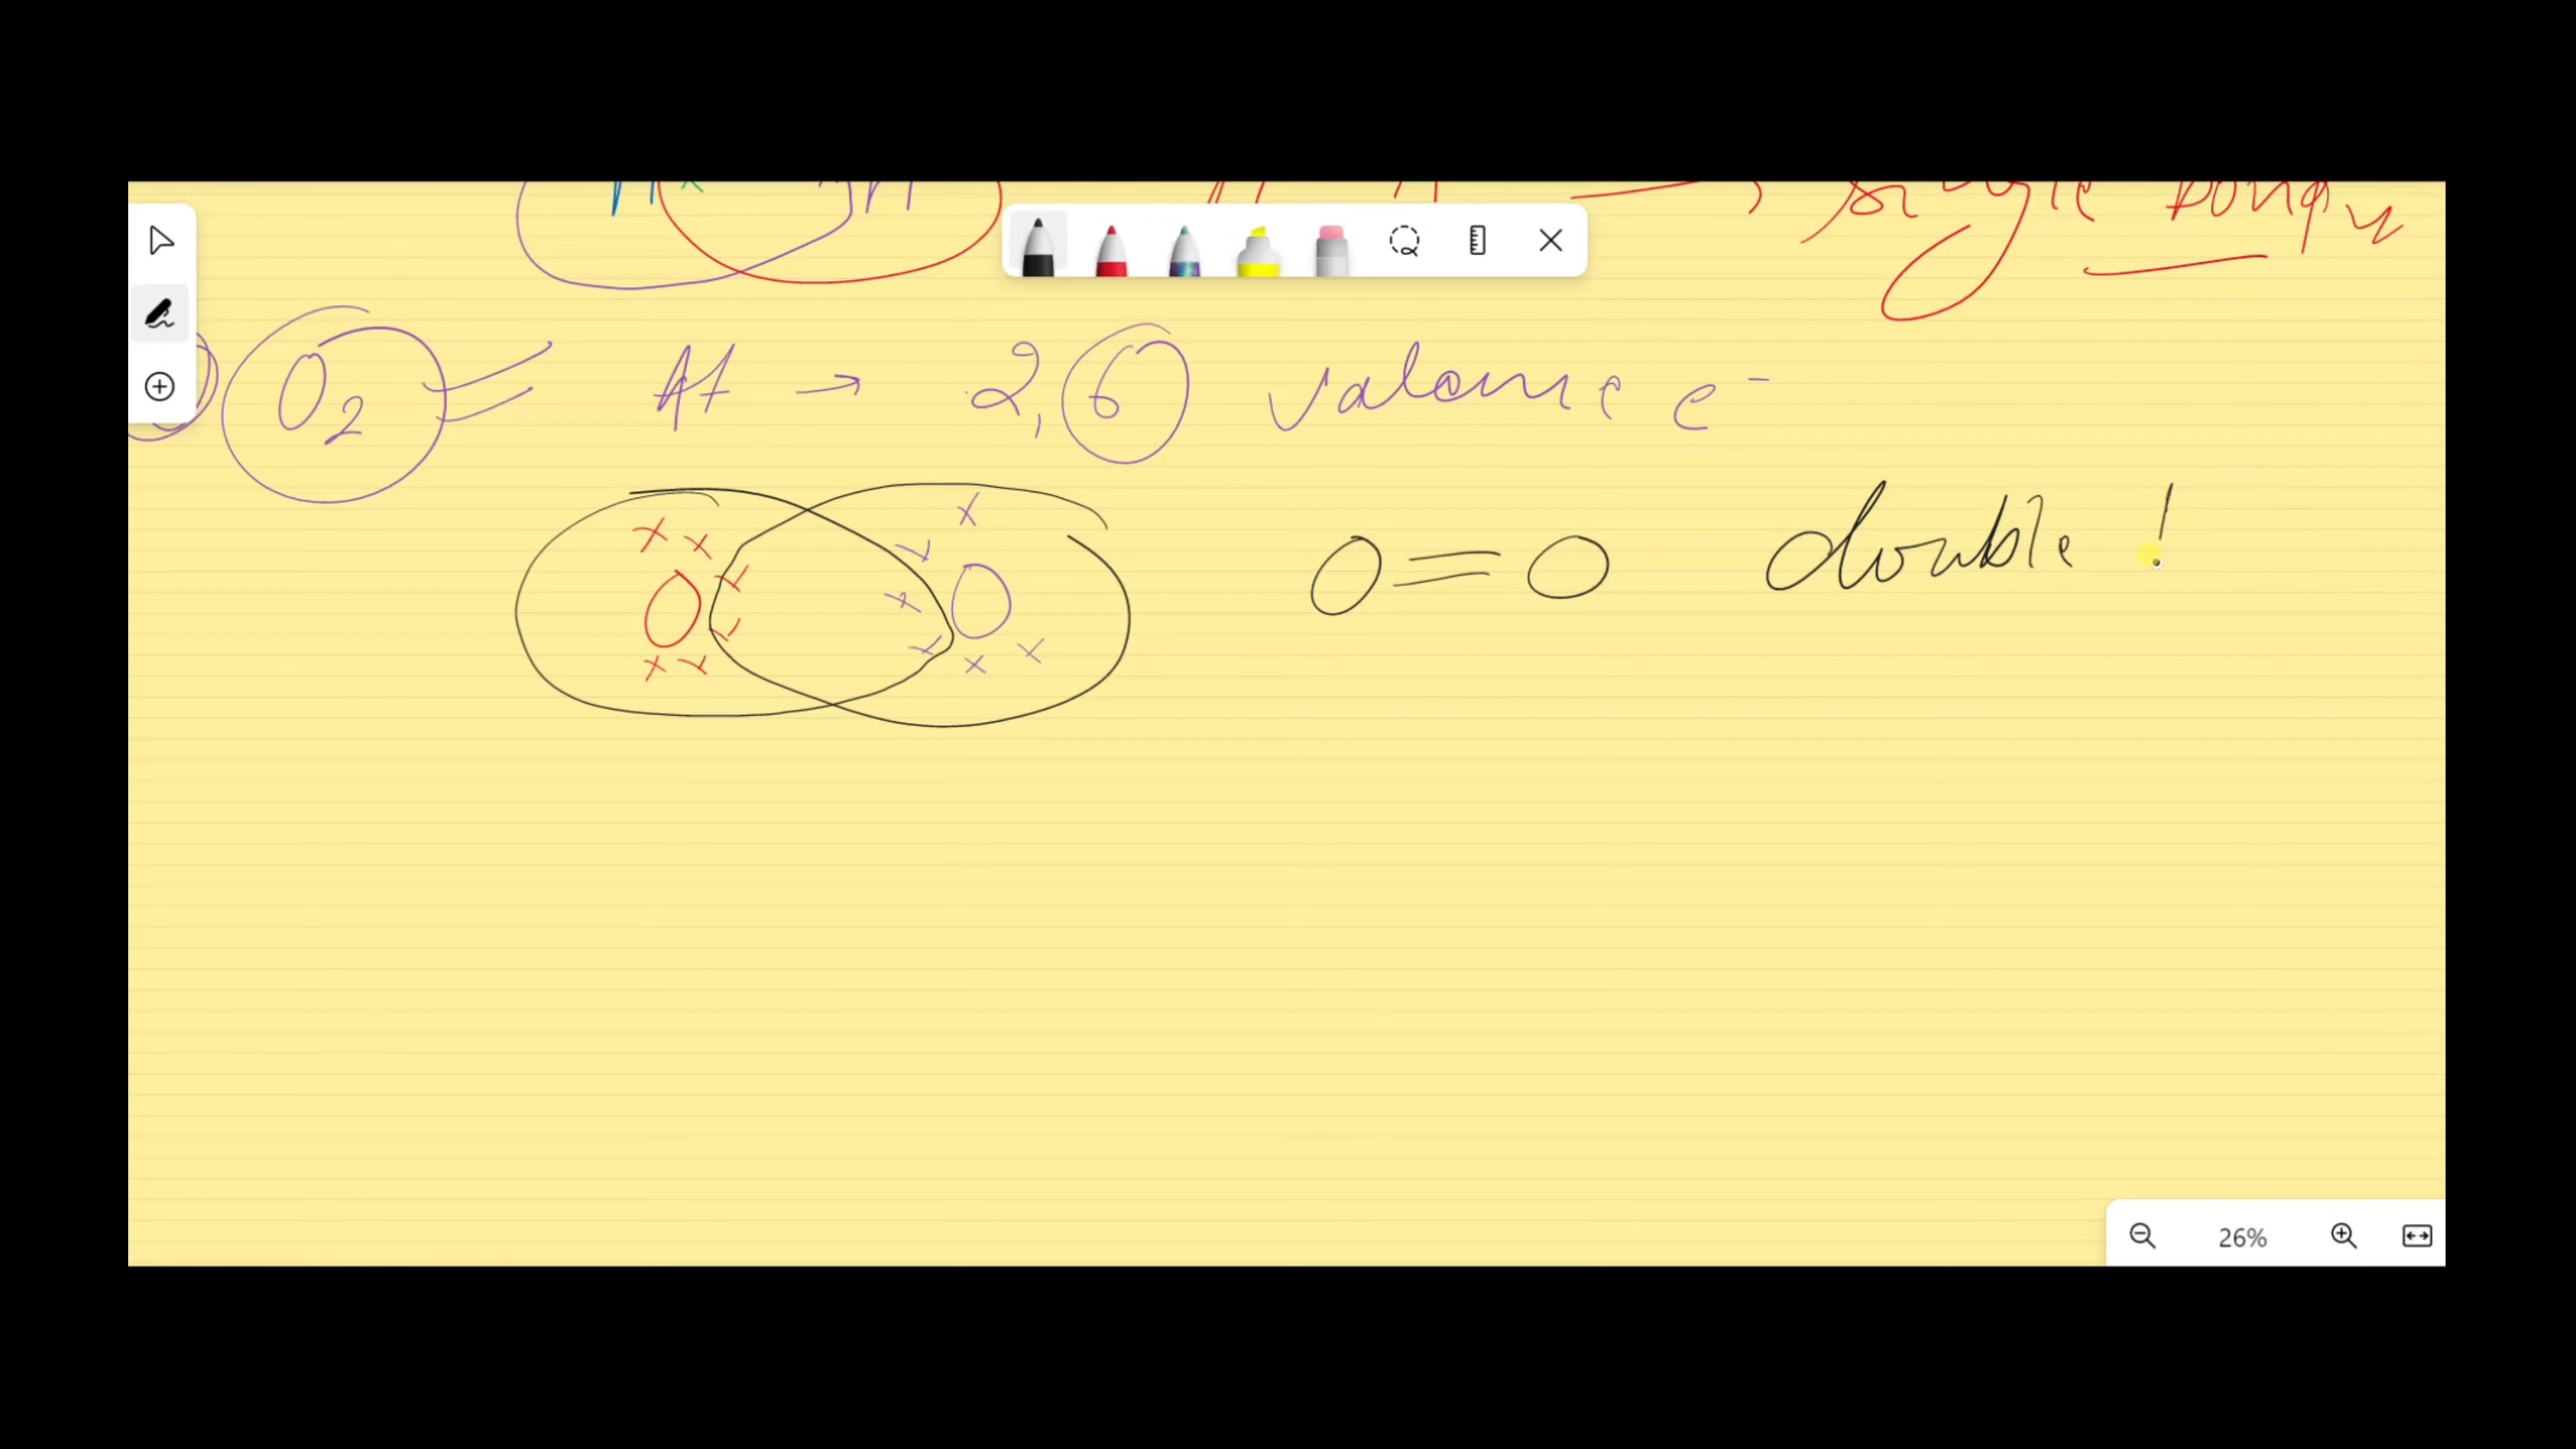 H H → single bond
O2 = At → 2,6 valence e-
O O O=O double !
26%